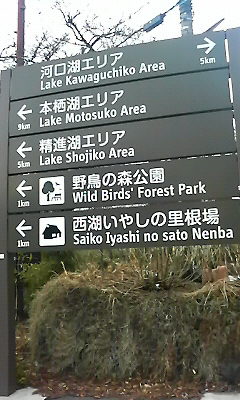 河口湖エリア
Lake Kawaguchiko Area
5km
本栖湖エリア
Lake Motosuko Area
9km
精進湖エリア
Lake Shojiko Area
5km
野鳥の森公園
Wild Birds' Forest Park
1km
西湖いやしの里根場
Saiko Iyashi no sato Nenba
1km